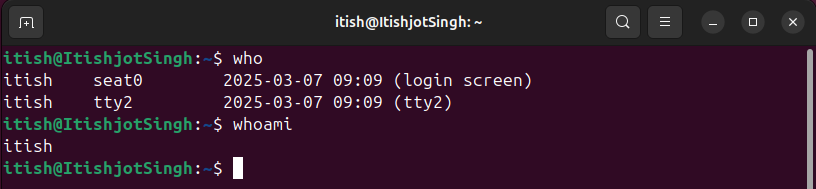 itish@ItishjotSingh: ~
itish@ItishjotSingh:~$ who
itish    seat0        2025-03-07 09:09 (login screen)
itish    tty2         2025-03-07 09:09 (tty2)
itish@ItishjotSingh:~$ whoami
itish
itish@ItishjotSingh:~$